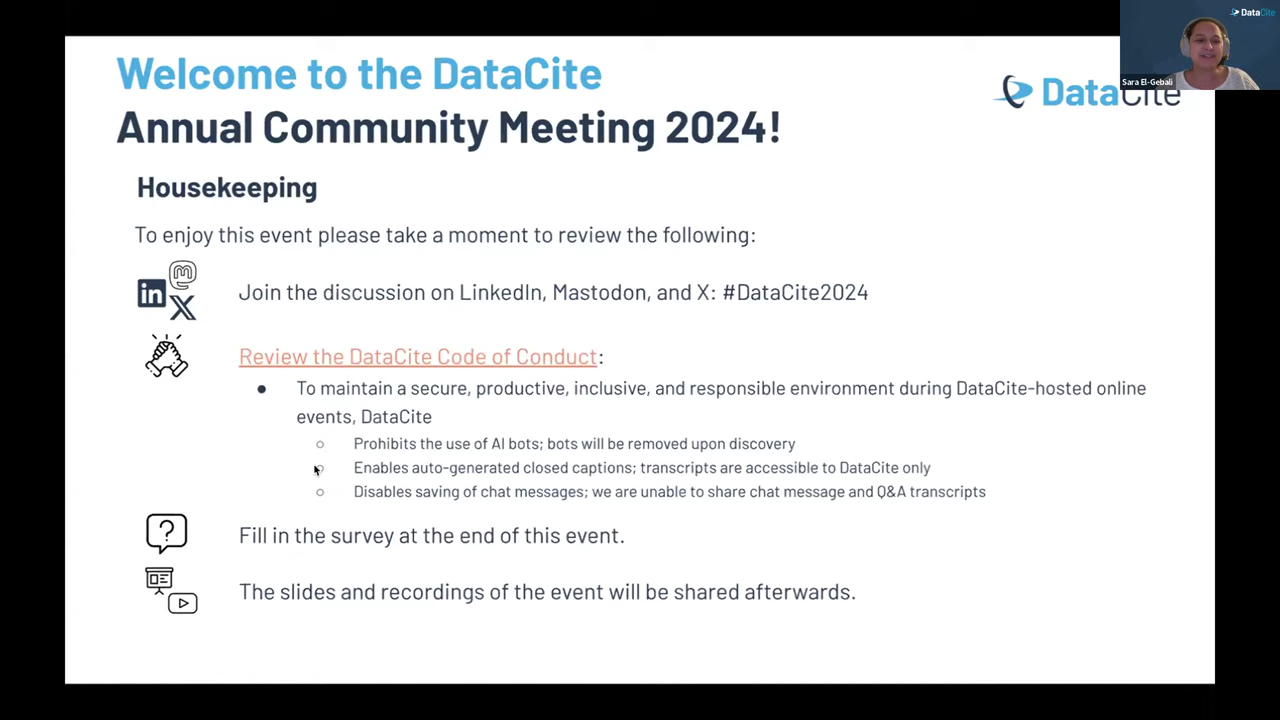 Welcome to the DataCite
Annual Community Meeting 2024!
DataCite
Sara El-Gebali
DataCite
Housekeeping
To enjoy this event please take a moment to review the following:
in
Join the discussion on LinkedIn, Mastodon, and X: #DataCite2024
Review the DataCite Code of Conduct:
To maintain a secure, productive, inclusive, and responsible environment during DataCite-hosted online
events, DataCite
Prohibits the use of AI bots; bots will be removed upon discovery
Enables auto-generated closed captions; transcripts are accessible to DataCite only
Disables saving of chat messages; we are unable to share chat message and Q&A transcripts
?
Fill in the survey at the end of this event.
The slides and recordings of the event will be shared afterwards.